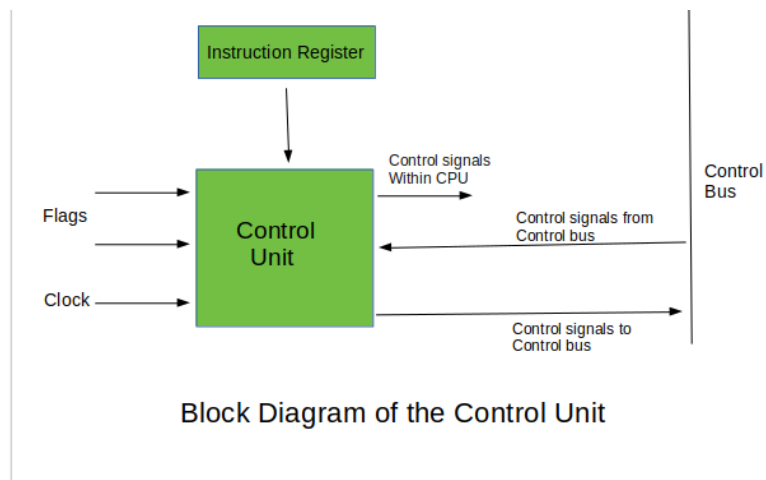 Instruction Register
Control signals
Within CPU
Control
Bus
Flags
Control
Unit
Control signals from
Control bus
Clock
Control signals to
Control bus
Block Diagram of the Control Unit